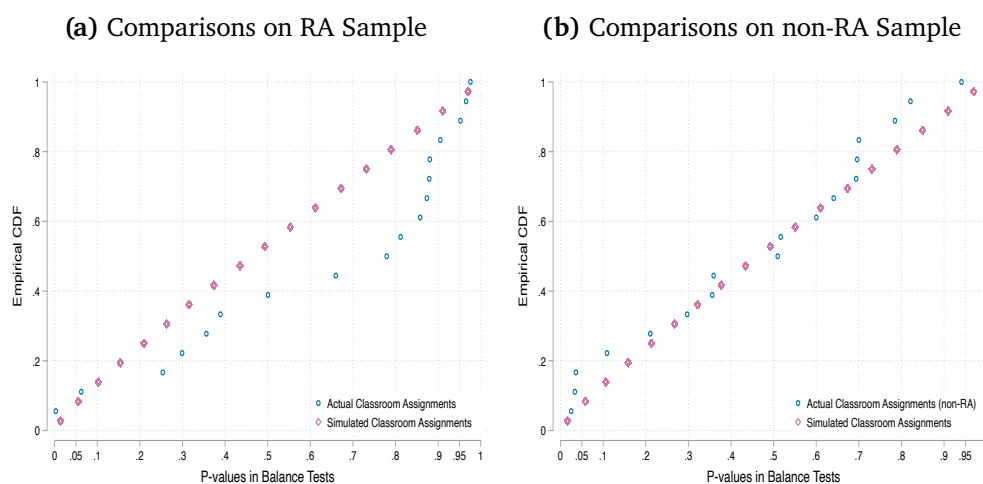 (a) Comparisons on RA Sample
1
.8
.6
.4
.2
0
Empirical CDF
Actual Classroom Assignments
Simulated Classroom Assignments
0 .05 .1 .2 .3 .4 .5 .6 .7 .8 .9 .95 1
P-values in Balance Tests
(b) Comparisons on non-RA Sample
1
.8
.6
.4
.2
0
Empirical CDF
Actual Classroom Assignments (non-RA)
Simulated Classroom Assignments
0 .05 .1 .2 .3 .4 .5 .6 .7 .8 .9 .95
P-values in Balance Tests